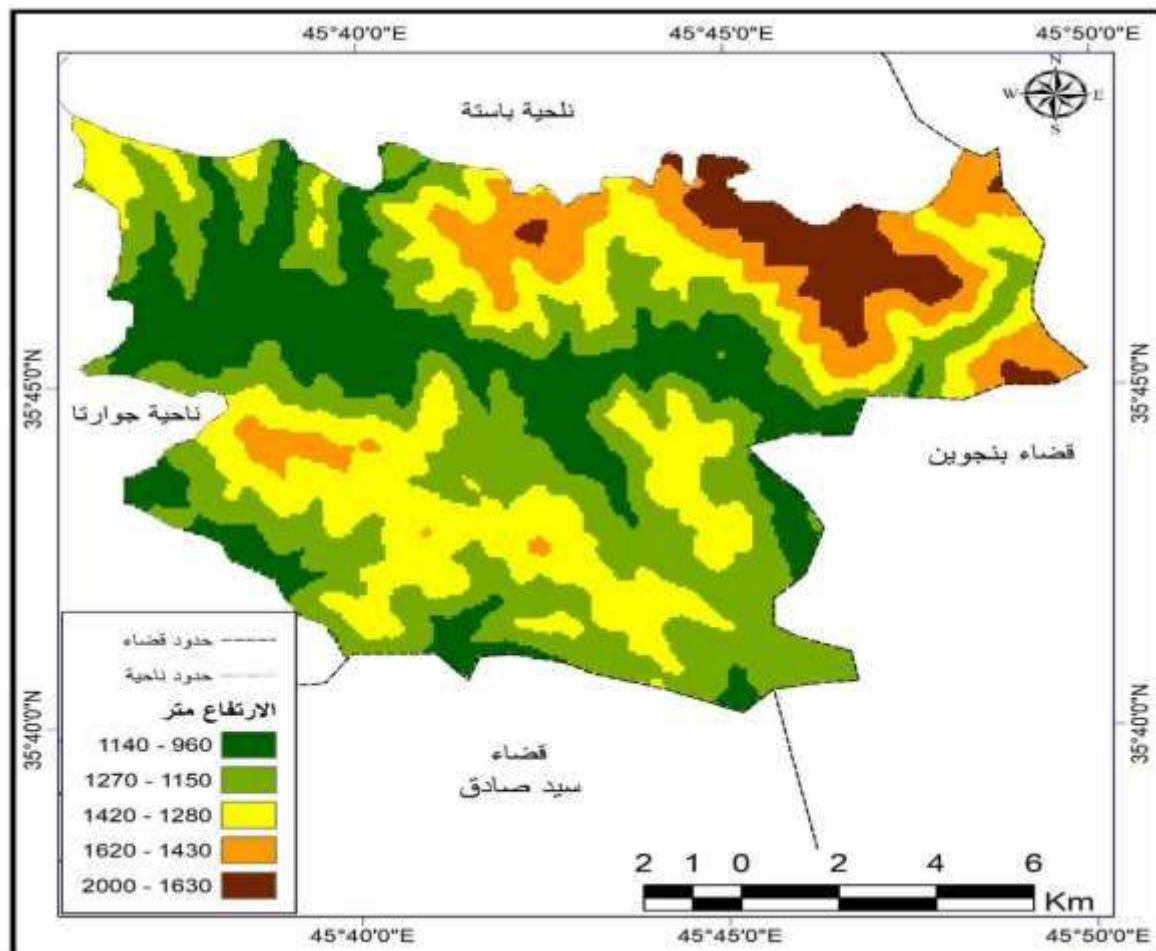 45°40'0"E
45°45'0"E
45°50'0"E
N
W
E
S
نلحية باستة
35°45'0"N
35°45'0"N
ناحية جوارتا
قضاء بنجوين
حدود قضاء
حدود ناحية
الارتفاع متر
1140 - 960
1270 - 1150
1420 - 1280
1620 - 1430
2000 - 1630
35°40'0"N
35°40'0"N
قضاء
سيد صادق
2 1 0 2 4 6
Km
45°40'0"E
45°45'0"E
45°50'0"E